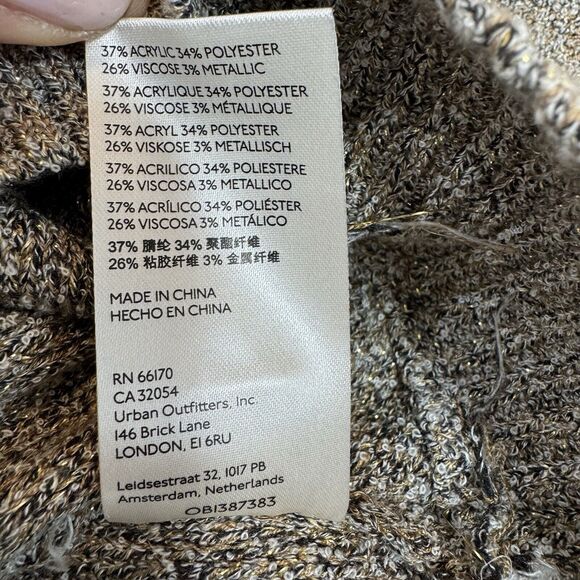 37% ACRYLIC 34% POLYESTER
26% VISCOSE 3% METALLIC
37% ACRYLIQUE 34% POLYESTER
26% VISCOSE 3% MÉTALLIQUE
37% ACRYL 34% POLYESTER
26% VISKOSE 3% METALLISCH
37% ACRILICO 34% POLIESTERE
26% VISCOSA 3% METALLICO
37% ACRÍLICO 34% POLIÉSTER
26% VISCOSA 3% METÁLICO
37% 腈纶 34% 聚酯纤维
26% 粘胶纤维 3% 金属纤维
MADE IN CHINA
HECHO EN CHINA
RN 66170
CA 32054
Urban Outfitters, Inc.
146 Brick Lane
LONDON, E1 6RU
Leidsestraat 32, 1017 PB
Amsterdam, Netherlands
OB1387383